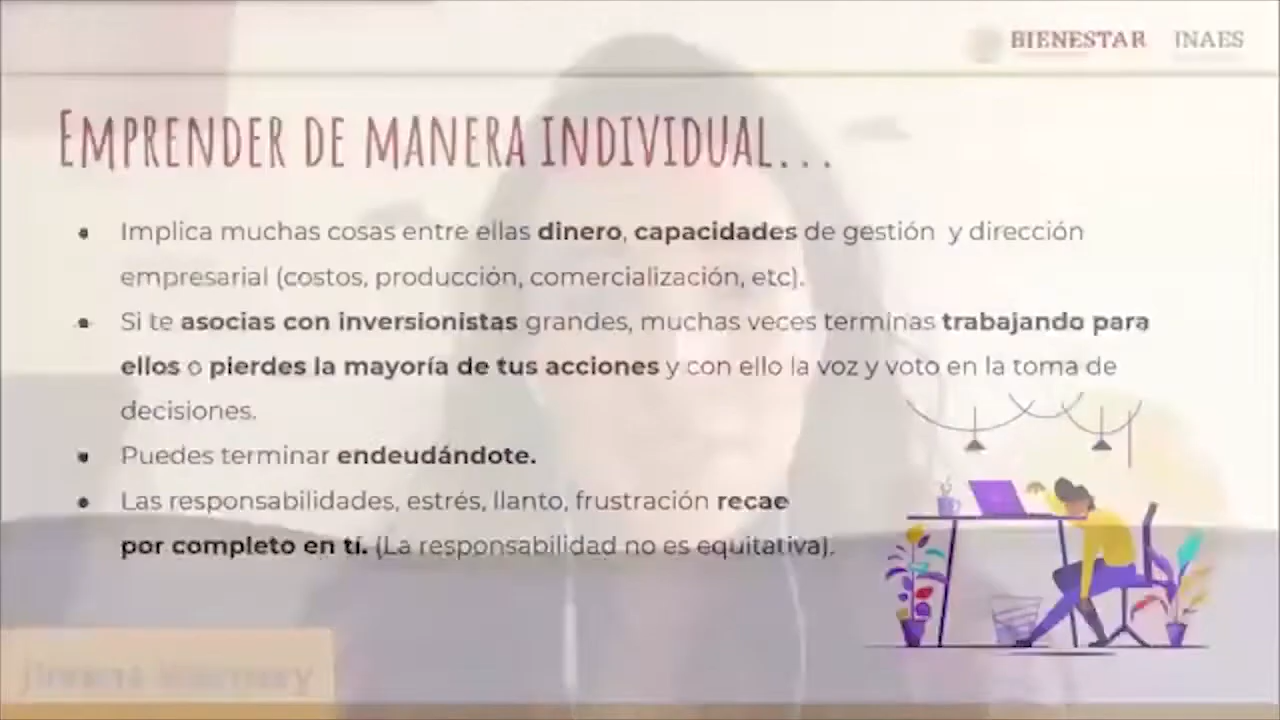 BIENESTAR INAES
EMPRENDER DE MANERA INDIVIDUAL...
• Implica muchas cosas entre ellas dinero, capacidades de gestión y dirección
empresarial (costos, producción, comercialización, etc).
• Si te asocias con inversionistas grandes, muchas veces terminas trabajando para
ellos o pierdes la mayoría de tus acciones y con ello la voz y voto en la toma de
decisiones.
• Puedes terminar endeudándote.
• Las responsabilidades, estrés, llanto, frustración recae
por completo en tí. (La responsabilidad no es equitativa).